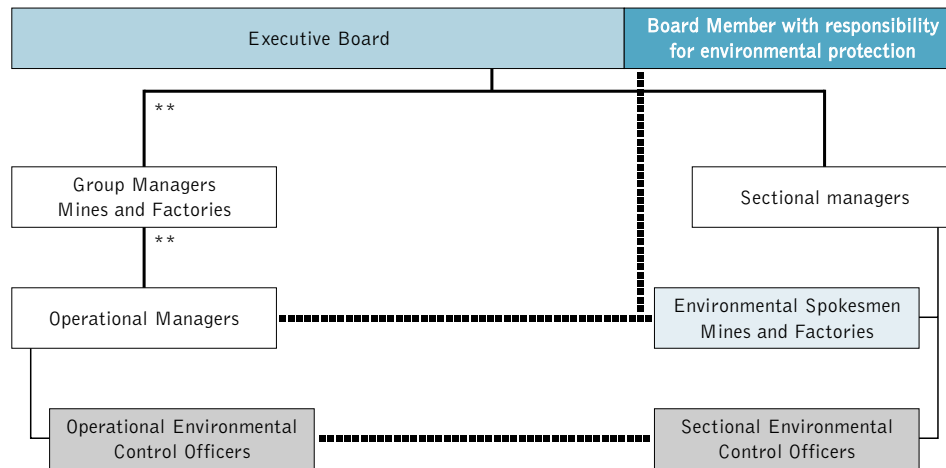 Executive Board
Board Member with responsibility
for environmental protection
**
Group Managers
Mines and Factories
Sectional managers
**
Operational Managers
Environmental Spokesmen
Mines and Factories
Operational Environmental
Control Officers
Sectional Environmental
Control Officers